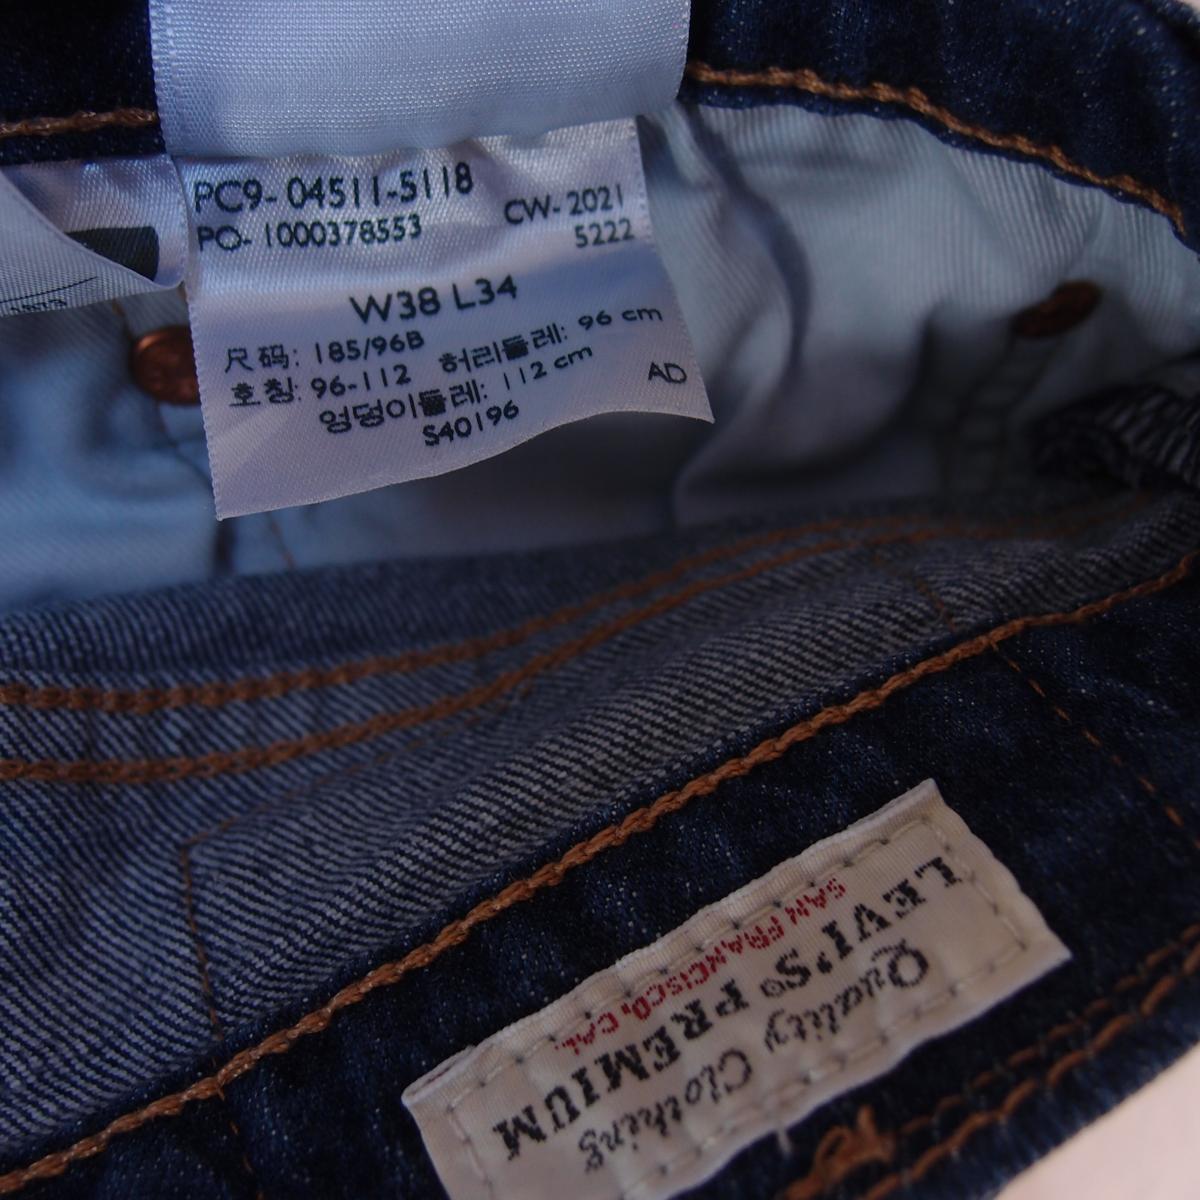 PC9-04511-5118
PO-1000378553
CW-2021
5222
W38 L34
尺码: 185/96B
허리둘레: 96 cm
호칭: 96-112
엉덩이둘레: 112 cm
AD
S40196
Quality Clothing
LEVI'S® PREMIUM
SAN FRANCISCO, CAL.